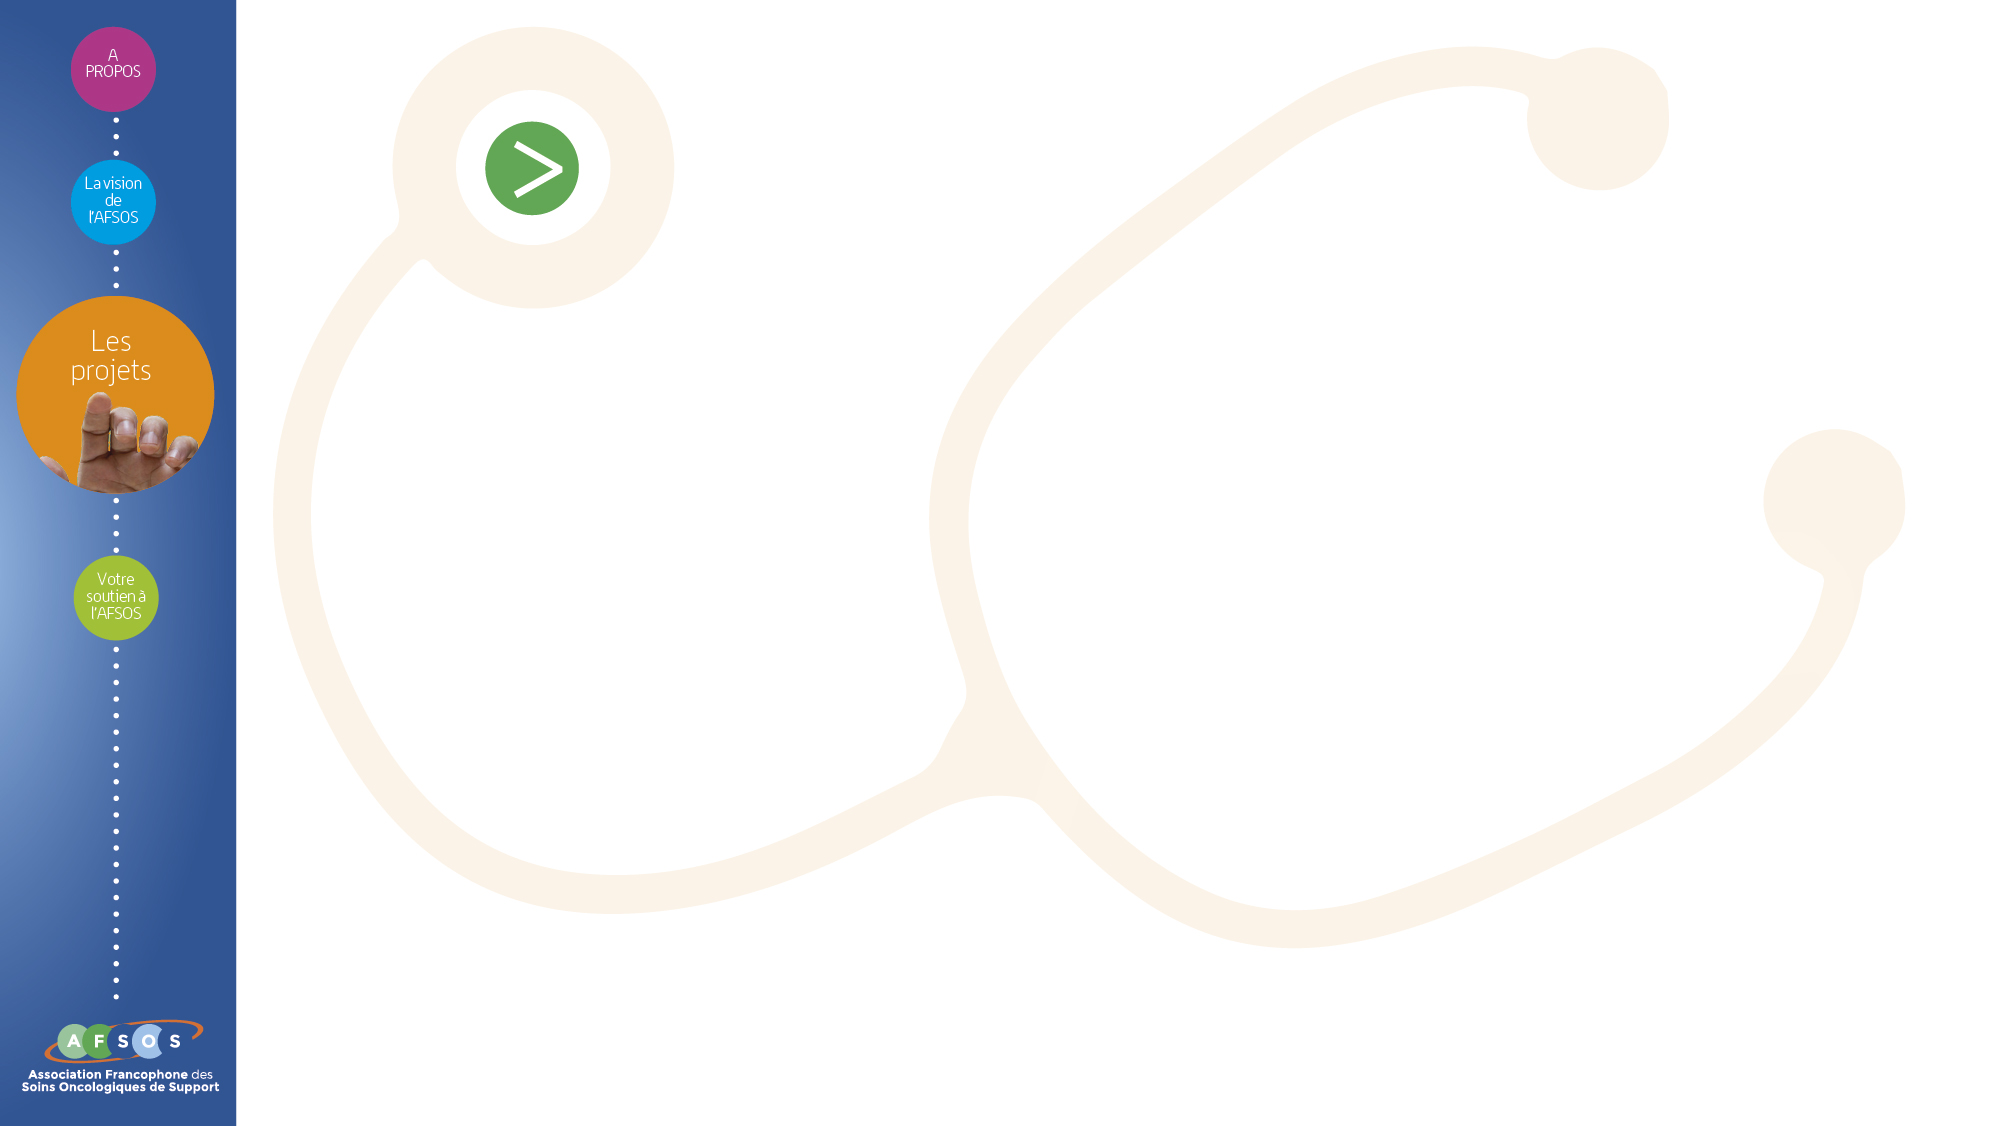 A
PROPOS
La vision
de
l'AFSOS
Les
projets
Votre
soutien à
l'AFSOS
>
A F S O S
Association Francophone des
Soins Oncologiques de Support